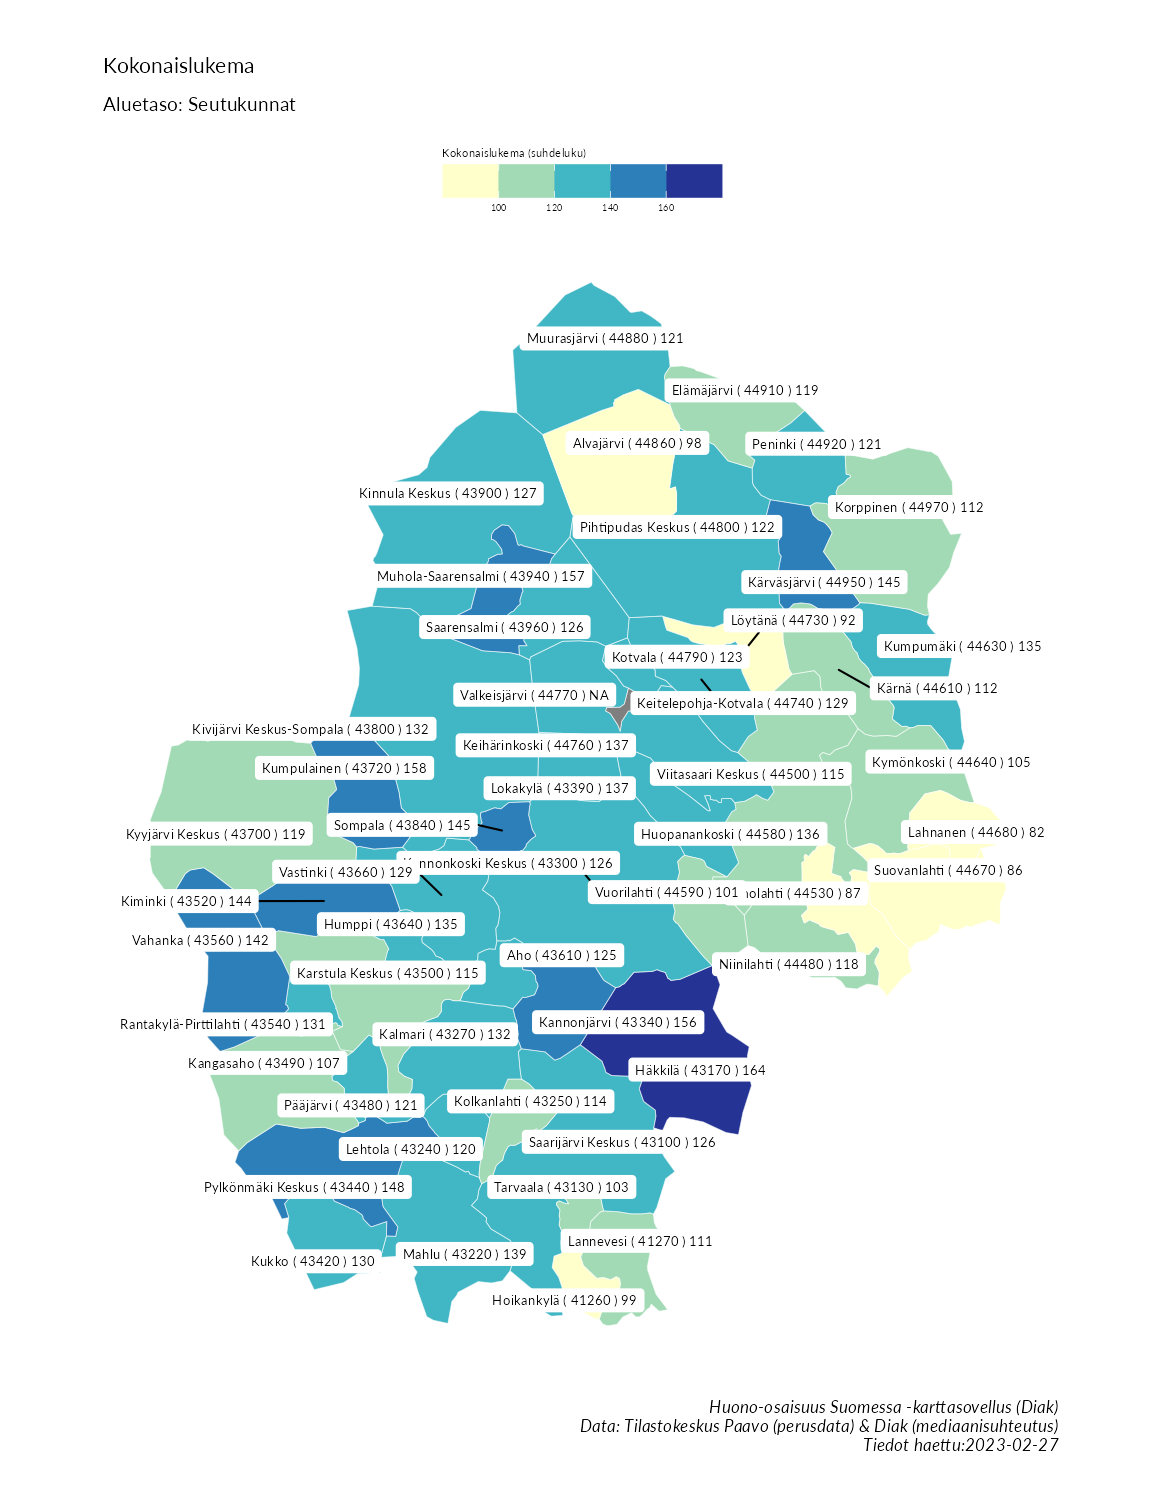 Kokonaislukema
Aluetaso: Seutukunnat
Kokonaislukema (suhdeluku)
100 120 140 160
Muurasjärvi ( 44880 ) 121
Elämäjärvi ( 44910 ) 119
Alvajärvi ( 44860 ) 98
Peninki ( 44920 ) 121
Kinnula Keskus ( 43900 ) 127
Korppinen ( 44970 ) 112
Pihtipudas Keskus ( 44800 ) 122
Muhola-Saarensalmi ( 43940 ) 157
Kärväsjärvi ( 44950 ) 145
Löytänä ( 44730 ) 92
Saarensalmi ( 43960 ) 126
Kumpumäki ( 44630 ) 135
Kotvala ( 44790 ) 123
Kärnä ( 44610 ) 112
Valkeisjärvi ( 44770 ) NA
Keitelepohja-Kotvala ( 44740 ) 129
Kivijärvi Keskus-Sompala ( 43800 ) 132
Keihärinkoski ( 44760 ) 137
Kymönkoski ( 44640 ) 105
Kumpulainen ( 43720 ) 158
Viitasaari Keskus ( 44500 ) 115
Lokakylä ( 43390 ) 137
Sompala ( 43840 ) 145
Kyyjärvi Keskus ( 43700 ) 119
Huopanankoski ( 44580 ) 136
Lahnanen ( 44680 ) 82
nnonkoski Keskus ( 43300 ) 126
Vastinki ( 43660 ) 129
Suovanlahti ( 44670 ) 86
Vuorilahti ( 44590 ) 101
olahti ( 44530 ) 87
Kiminki ( 43520 ) 144
Humppi ( 43640 ) 135
Vahanka ( 43560 ) 142
Aho ( 43610 ) 125
Niinilahti ( 44480 ) 118
Karstula Keskus ( 43500 ) 115
Rantakylä-Pirttilahti ( 43540 ) 131
Kannonjärvi ( 43340 ) 156
Kalmari ( 43270 ) 132
Kangasaho ( 43490 ) 107
Häkkilä ( 43170 ) 164
Pääjärvi ( 43480 ) 121
Kolkanlahti ( 43250 ) 114
Saarijärvi Keskus ( 43100 ) 126
Lehtola ( 43240 ) 120
Pylkönmäki Keskus ( 43440 ) 148
Tarvaala ( 43130 ) 103
Lannevesi ( 41270 ) 111
Mahlu ( 43220 ) 139
Kukko ( 43420 ) 130
Hoikankylä ( 41260 ) 99
Huono-osaisuus Suomessa -karttasovellus (Diak)
Data: Tilastokeskus Paavo (perusdata) & Diak (mediaanisuhteutus)
Tiedot haettu:2023-02-27